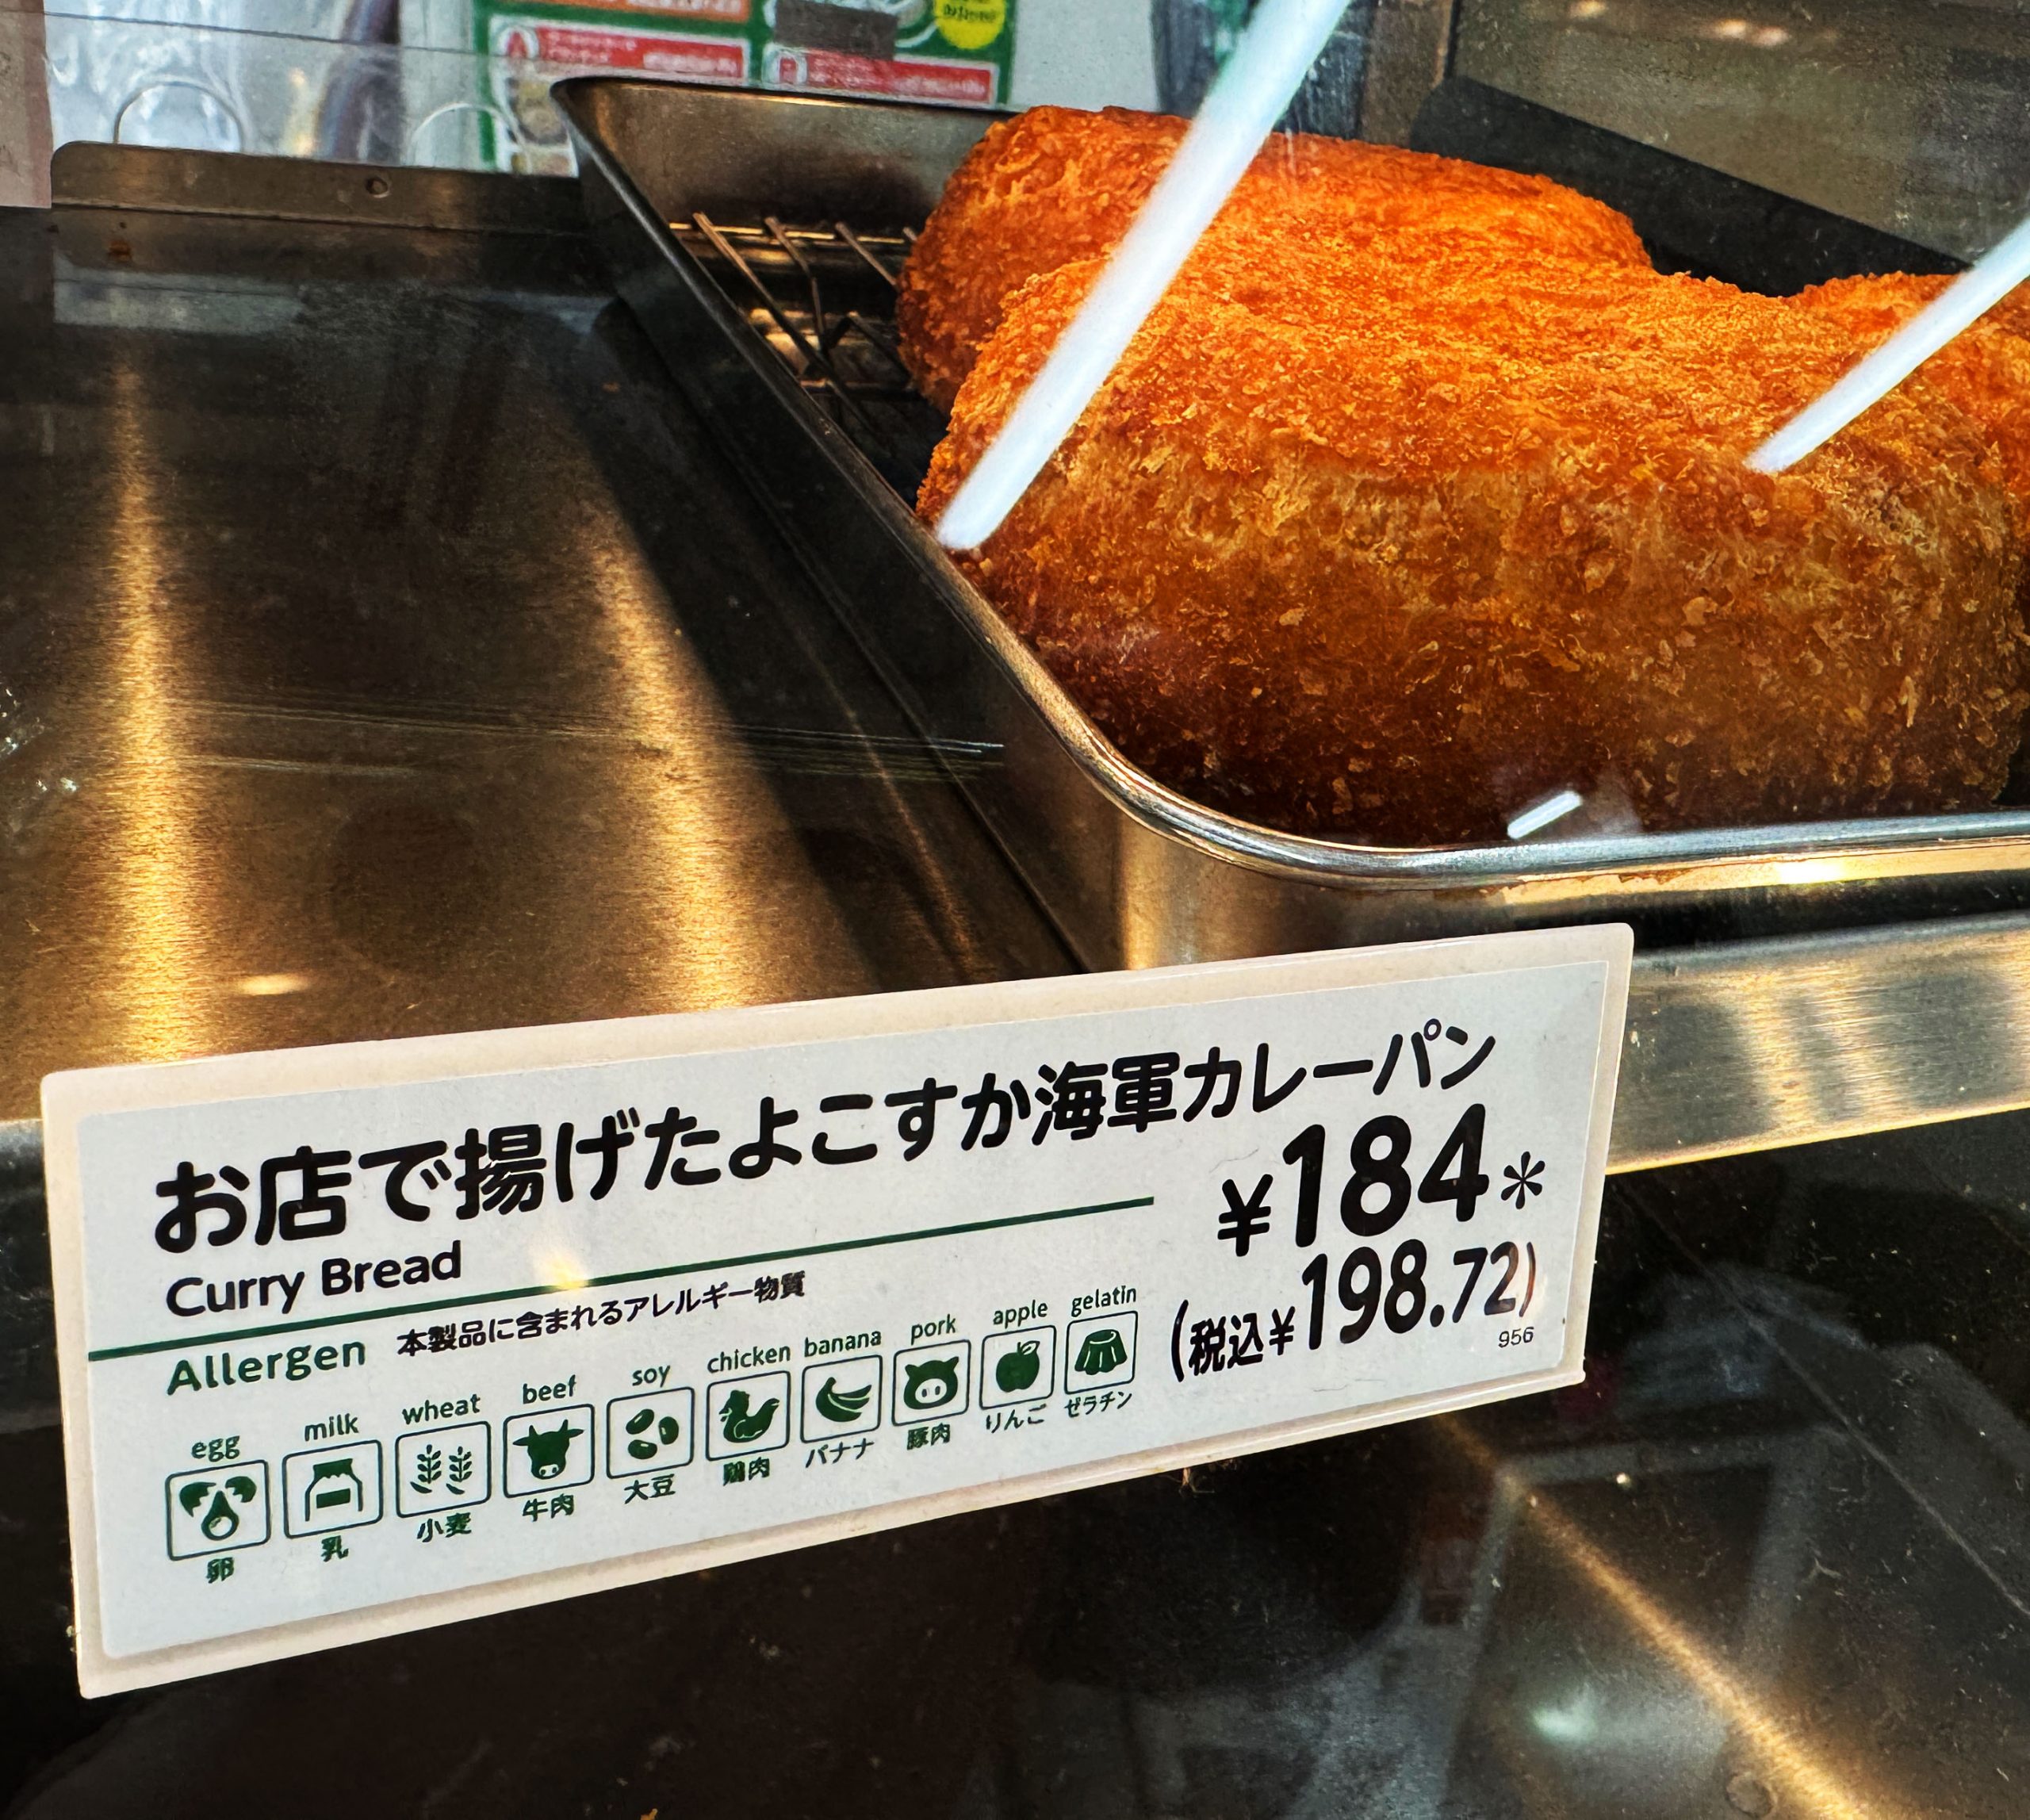 お店で揚げたよこすか海軍カレーパン
Curry Bread
¥184*
(税込¥198.72)
956
Allergen 本製品に含まれるアレルギー物質
egg milk wheat beef soy chicken banana pork apple gelatin
卵 乳 小麦 牛肉 大豆 鶏肉 バナナ 豚肉 りんご ゼラチン